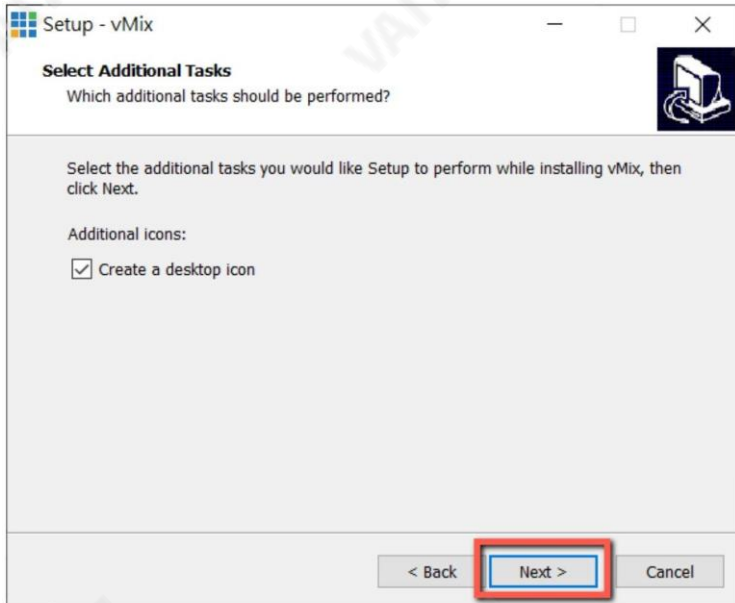 Setup - vMix
Select Additional Tasks
Which additional tasks should be performed?
Select the additional tasks you would like Setup to perform while installing vMix, then
click Next.
Additional icons:
Create a desktop icon
< Back
Next >
Cancel